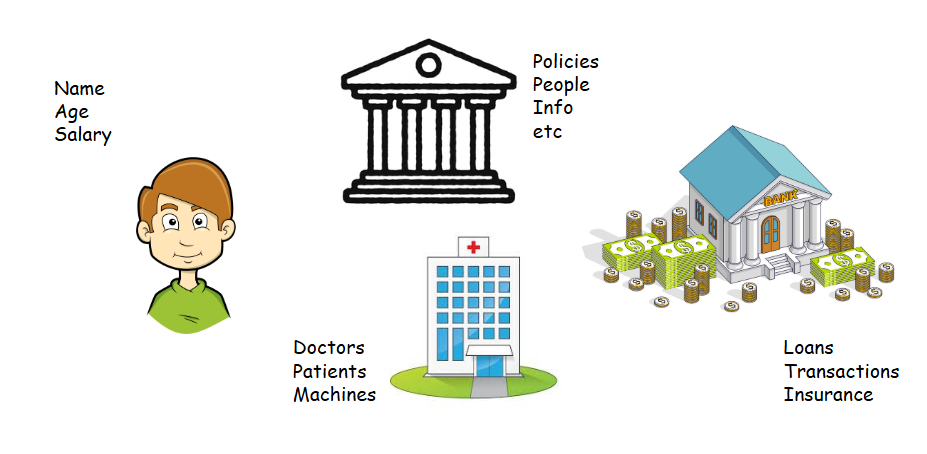 Name
Age
Salary
Policies
People
Info
etc
BANK
Doctors
Patients
Machines
Loans
Transactions
Insurance